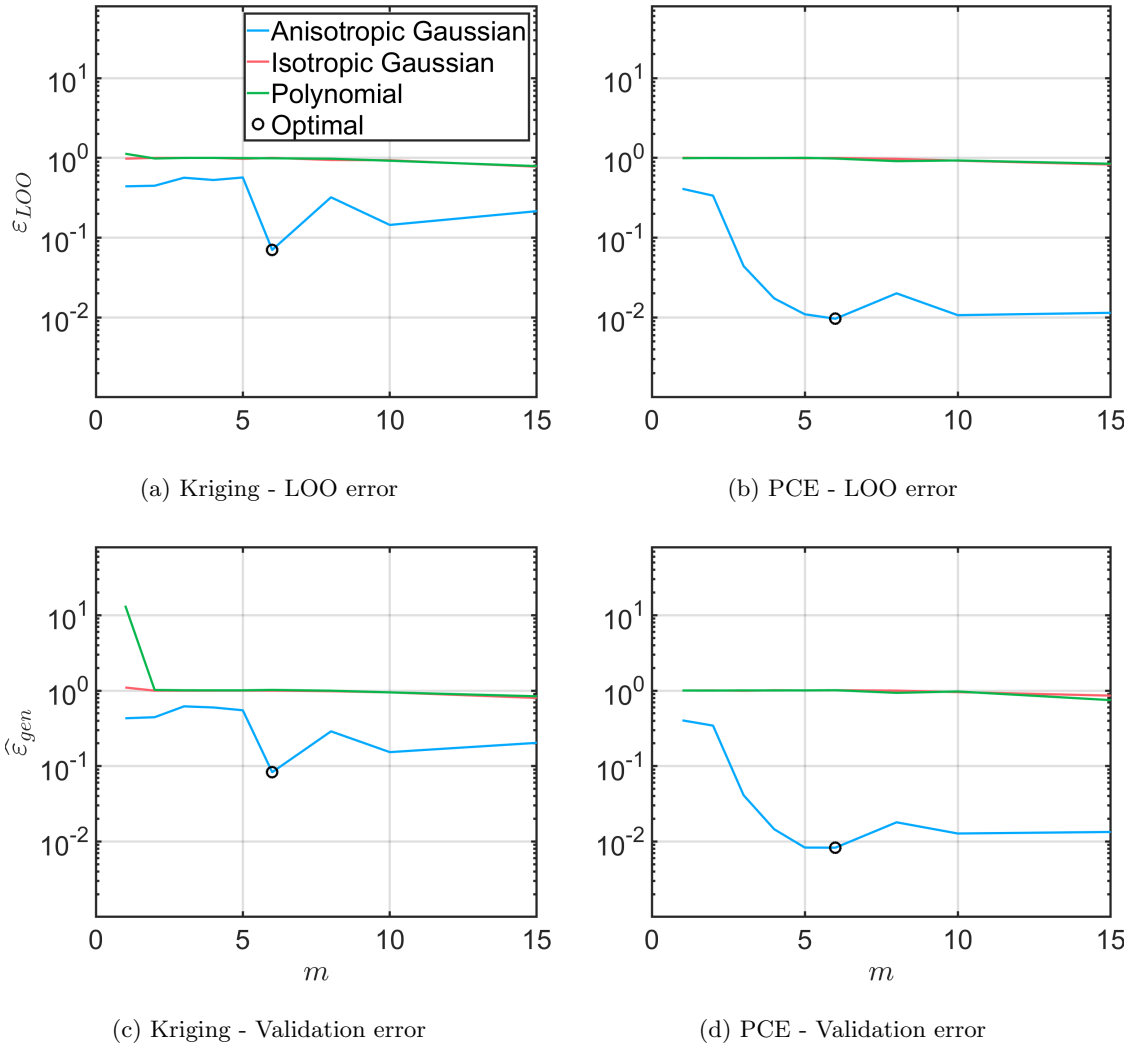 Anisotropic Gaussian
Isotropic Gaussian
Polynomial
Optimal
10^1
10^0
10^-1
10^-2
ε_LOO
0 5 10 15
10^1
10^0
10^-1
10^-2
0 5 10 15
(a) Kriging - LOO error
(b) PCE - LOO error
10^1
10^0
10^-1
10^-2
ε̂_gen
0 5 10 15
m
10^1
10^0
10^-1
10^-2
0 5 10 15
m
(c) Kriging - Validation error
(d) PCE - Validation error